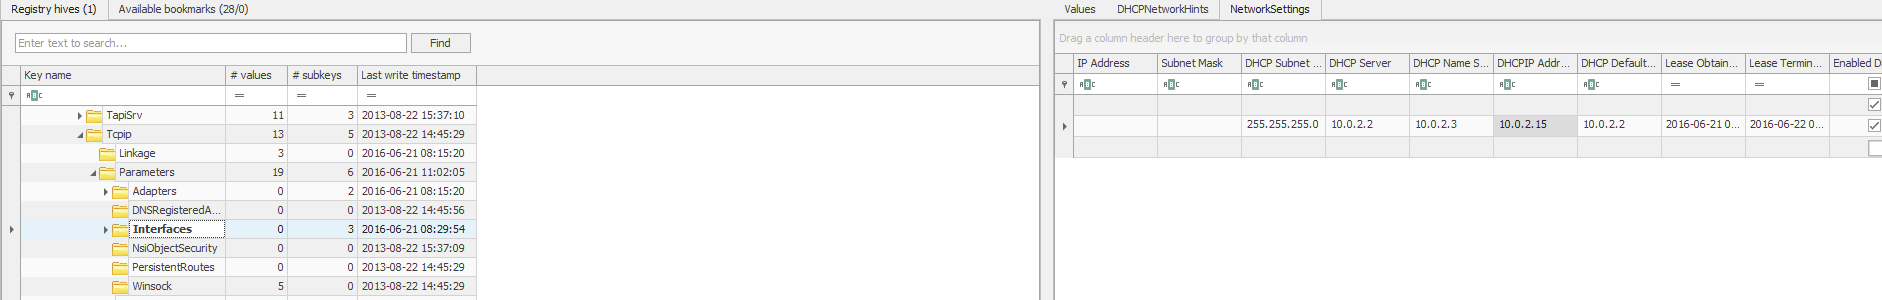 Registry hives (1) Available bookmarks (28/0)
Enter text to search... Find
Key name # values # subkeys Last write timestamp
ABC = = =
TapiSrv 11 3 2013-08-22 15:37:10
Tcpip 13 5 2013-08-22 14:45:29
Linkage 3 0 2016-06-21 08:15:20
Parameters 19 6 2016-06-21 11:02:05
Adapters 0 2 2016-06-21 08:15:20
DNSRegisteredA... 0 0 2013-08-22 14:45:56
Interfaces 0 3 2016-06-21 08:29:54
NsiObjectSecurity 0 0 2013-08-22 15:37:09
PersistentRoutes 0 0 2013-08-22 14:45:29
Winsock 5 0 2013-08-22 14:45:29
Values DHCPNetworkHints NetworkSettings
Drag a column header here to group by that column
IP Address Subnet Mask DHCP Subnet ... DHCP Server DHCP Name S... DHCPIP Addr... DHCP Default... Lease Obtain... Lease Termin... Enabled D
ABC ABC ABC ABC ABC ABC ABC = =
255.255.255.0 10.0.2.2 10.0.2.3 10.0.2.15 10.0.2.2 2016-06-21 0... 2016-06-22 0...